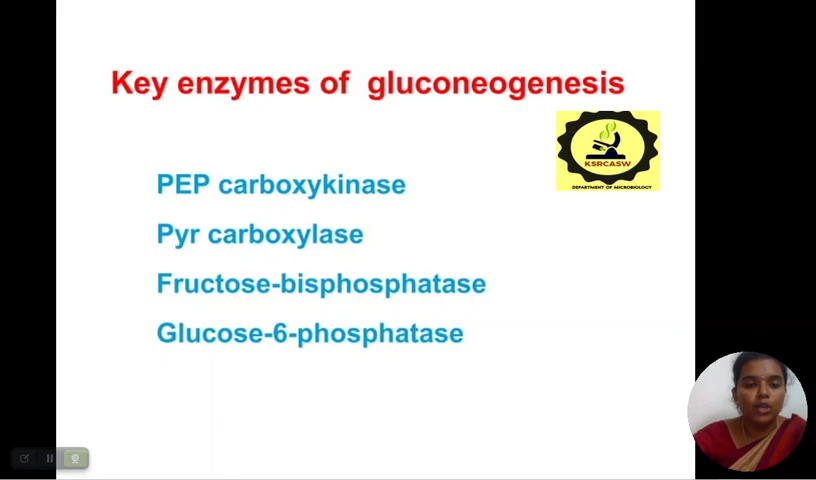 Key enzymes of gluconeogenesis
KSRCASW
DEPARTMENT OF MICROBIOLOGY
PEP carboxykinase
Pyr carboxylase
Fructose-bisphosphatase
Glucose-6-phosphatase